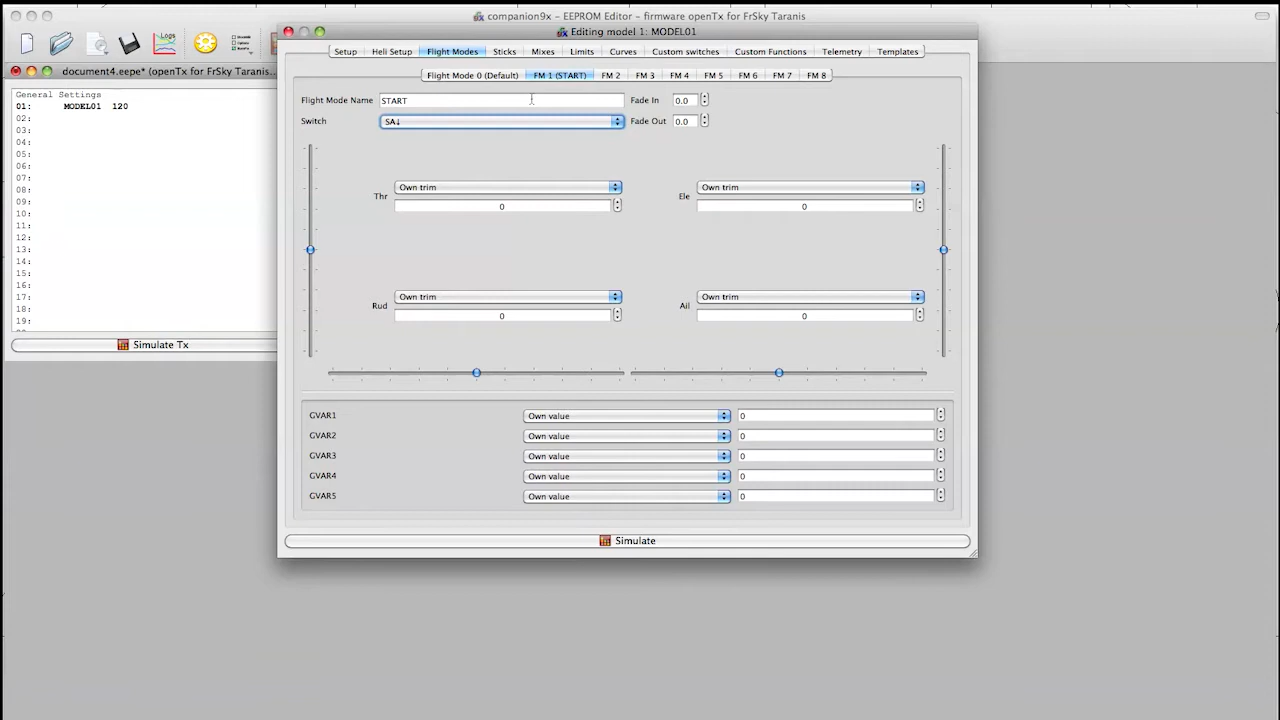 companion9x - EEPROM Editor - firmware openTx for FrSky Taranis
Editing model 1: MODEL01
Setup Heli Setup Flight Modes Sticks Mixes Limits Curves Custom switches Custom Functions Telemetry Templates
Logs
document4.eepe* (openTx for FrSky Taranis...
Flight Mode 0 (Default) FM 1 (START) FM 2 FM 3 FM 4 FM 5 FM 6 FM 7 FM 8
General Settings
01: MODEL01 120
02:
03:
04:
05:
06:
07:
08:
09:
10:
11:
12:
13:
14:
15:
16:
17:
18:
19:
Simulate Tx
Flight Mode Name START Fade In 0.0
Switch SA↓ Fade Out 0.0
Thr Own trim Ele Own trim
0 0
Rud Own trim Ail Own trim
0 0
GVAR1 Own value 0
GVAR2 Own value 0
GVAR3 Own value 0
GVAR4 Own value 0
GVAR5 Own value 0
Simulate